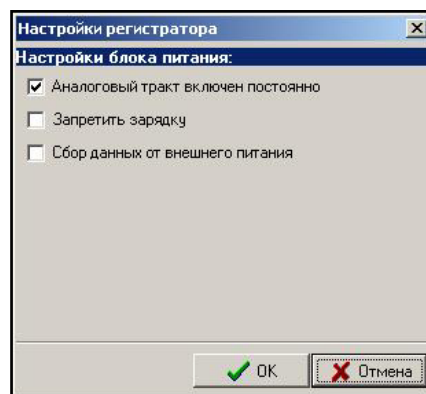 Настройки регистратора
Настройки блока питания:
Аналоговый тракт включен постоянно
Запретить зарядку
Сбор данных от внешнего питания
OK
Отмена